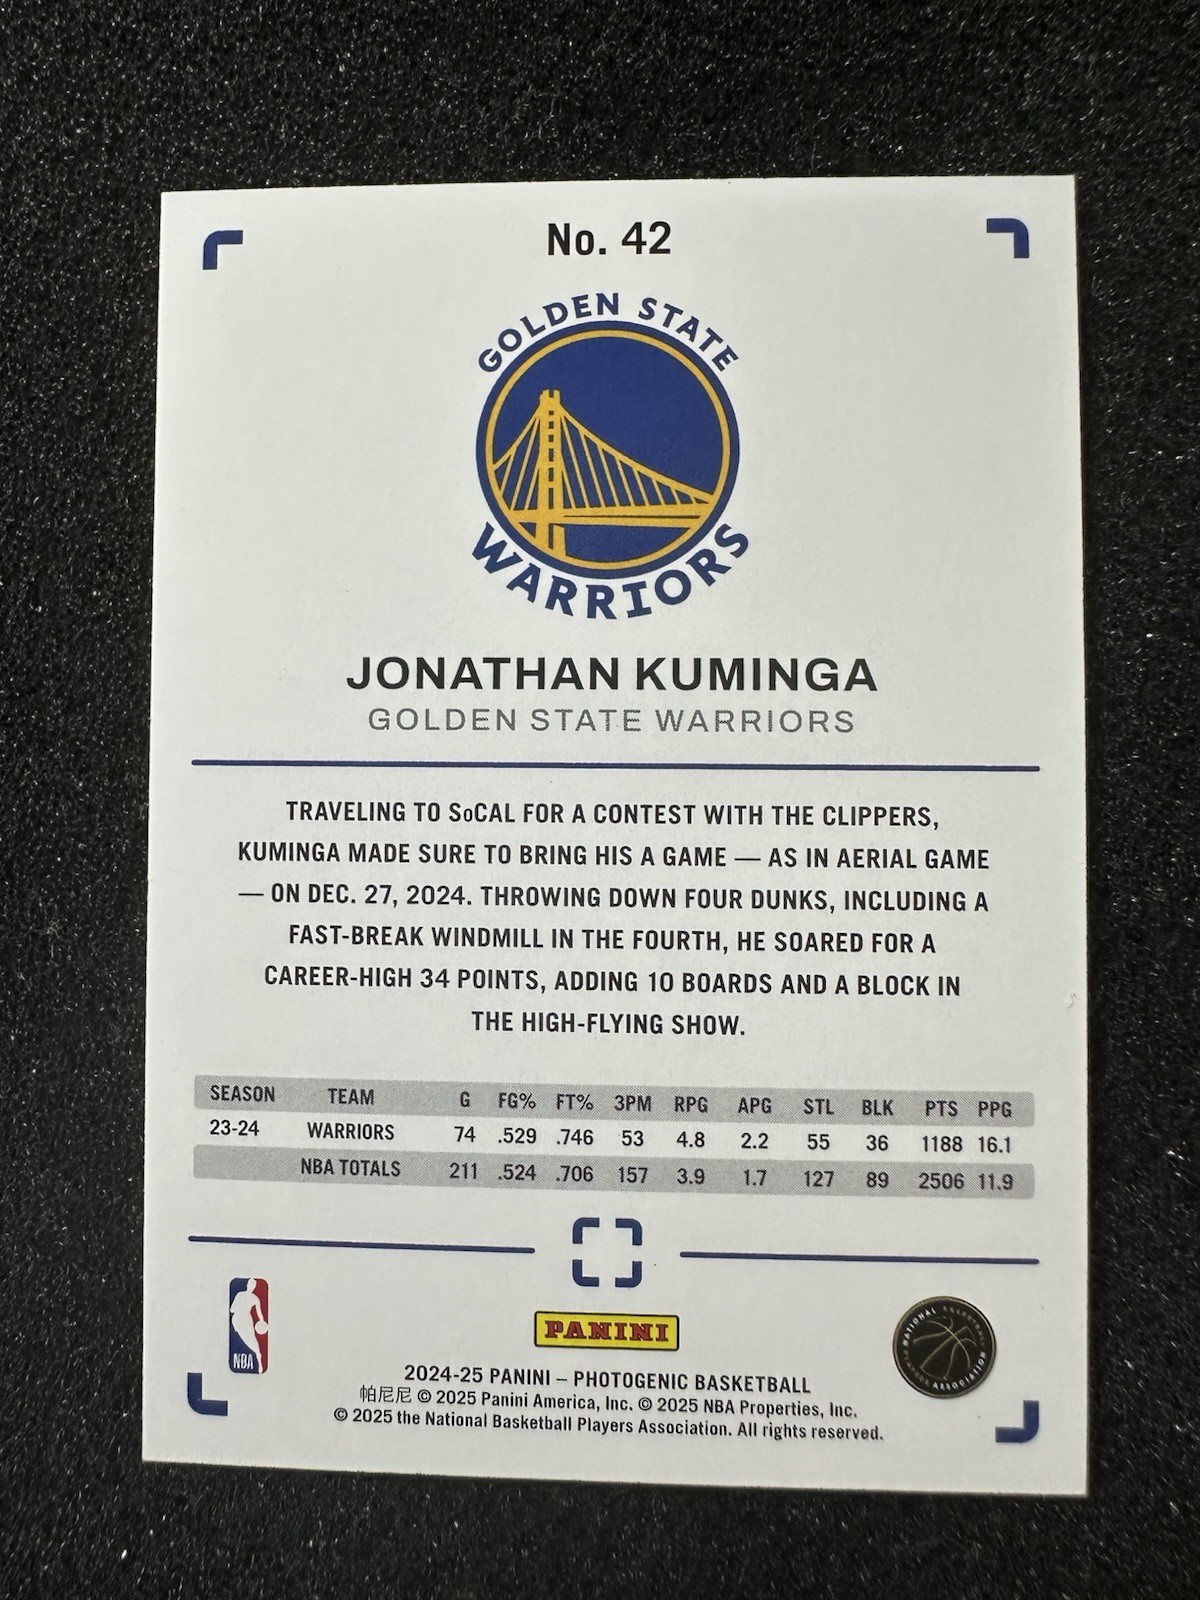 No. 42
GOLDEN STATE
WARRIORS
JONATHAN KUMINGA
GOLDEN STATE WARRIORS
TRAVELING TO SoCAL FOR A CONTEST WITH THE CLIPPERS,
KUMINGA MADE SURE TO BRING HIS A GAME — AS IN AERIAL GAME
— ON DEC. 27, 2024. THROWING DOWN FOUR DUNKS, INCLUDING A
FAST-BREAK WINDMILL IN THE FOURTH, HE SOARED FOR A
CAREER-HIGH 34 POINTS, ADDING 10 BOARDS AND A BLOCK IN
THE HIGH-FLYING SHOW.
SEASON TEAM G FG% FT% 3PM RPG APG STL BLK PTS PPG
23-24 WARRIORS 74 .529 .746 53 4.8 2.2 55 36 1188 16.1
NBA TOTALS 211 .524 .706 157 3.9 1.7 127 89 2506 11.9
NBA
PANINI
NATIONAL BASKETBALL
PLAYERS ASSOCIATION
2024-25 PANINI – PHOTOGENIC BASKETBALL
帕尼尼 © 2025 Panini America, Inc. © 2025 NBA Properties, Inc.
© 2025 the National Basketball Players Association. All rights reserved.